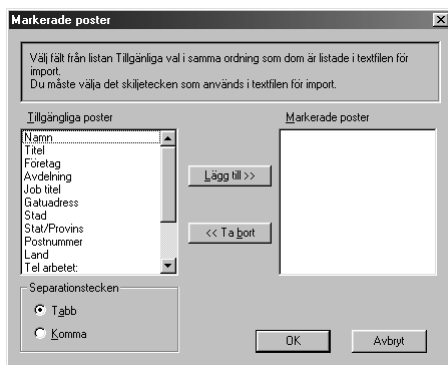 Markerade poster
Välj fält från listan Tillgänliga val i samma ordning som dom är listade i textfilen för
import.
Du måste välja det skiljetecken som används i textfilen för import.
Tillgängliga poster
Markerade poster
Namn
Titel
Företag
Avdelning
Job titel
Gatuadress
Stad
Stat/Provins
Postnummer
Land
Tel arbetet:
Lägg till >>
<< Ta bort
Separationstecken
Tabb
Komma
OK
Avbryt